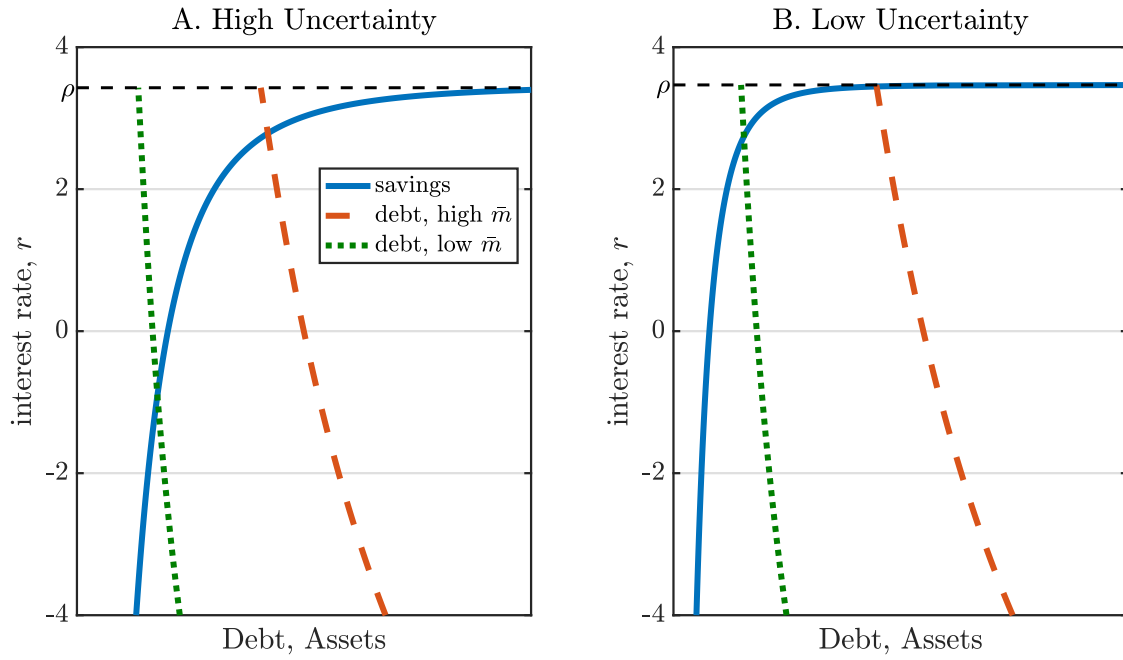 A. High Uncertainty
4
ρ
2
0
-2
-4
interest rate, r
savings
debt, high m̄
debt, low m̄
Debt, Assets
B. Low Uncertainty
4
ρ
2
0
-2
-4
interest rate, r
Debt, Assets